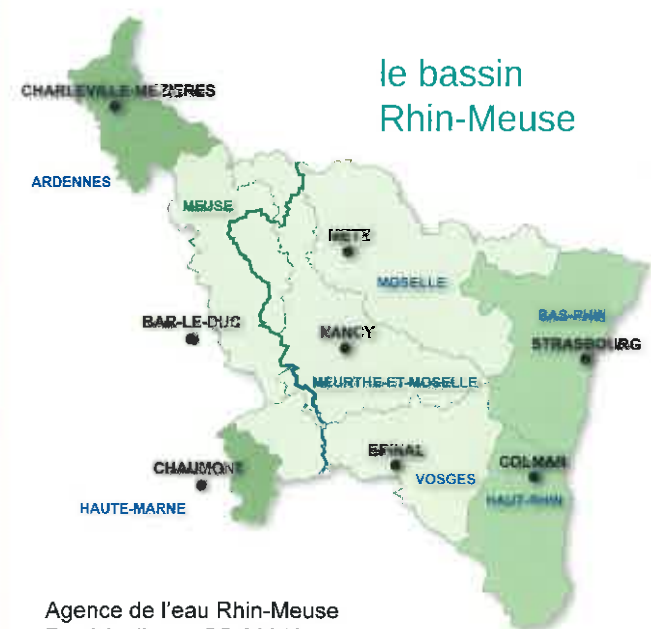 le bassin
Rhin-Meuse
CHARLEVILLE-MEZIERES
ARDENNES
MEUSE
METZ
MOSELLE
BAS-RHIN
BAR-LE-DUC
NANCY
STRASBOURG
MEURTHE-ET-MOSELLE
EPINAL
CHAUMONT
COLMAR
VOSGES
HAUT-RHIN
HAUTE-MARNE
Agence de l'eau Rhin-Meuse